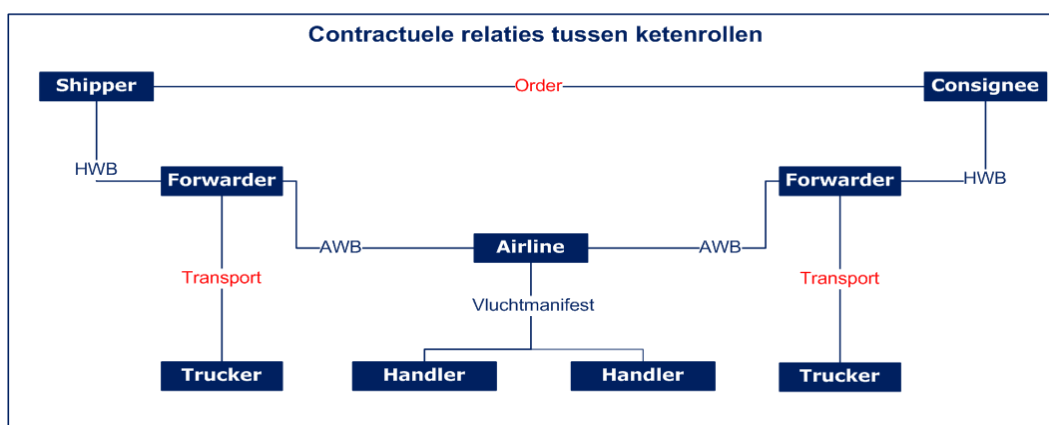 Contractuele relaties tussen ketenrollen
Shipper
Order
Consignee
HWB
Forwarder
Forwarder
HWB
AWB
Airline
AWB
Transport
Transport
Vluchtmanifest
Trucker
Handler
Handler
Trucker